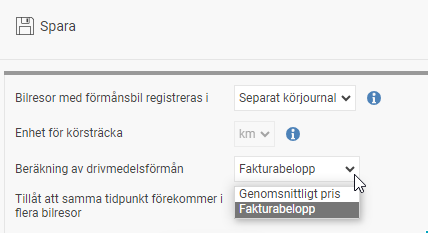 Spara
Bilresor med förmånsbil registreras i Separat körjournal
Enhet för körsträcka km
Beräkning av drivmedelsförmån Fakturabelopp
Genomsnittligt pris
Fakturabelopp
Tillåt att samma tidpunkt förekommer i
flera bilresor